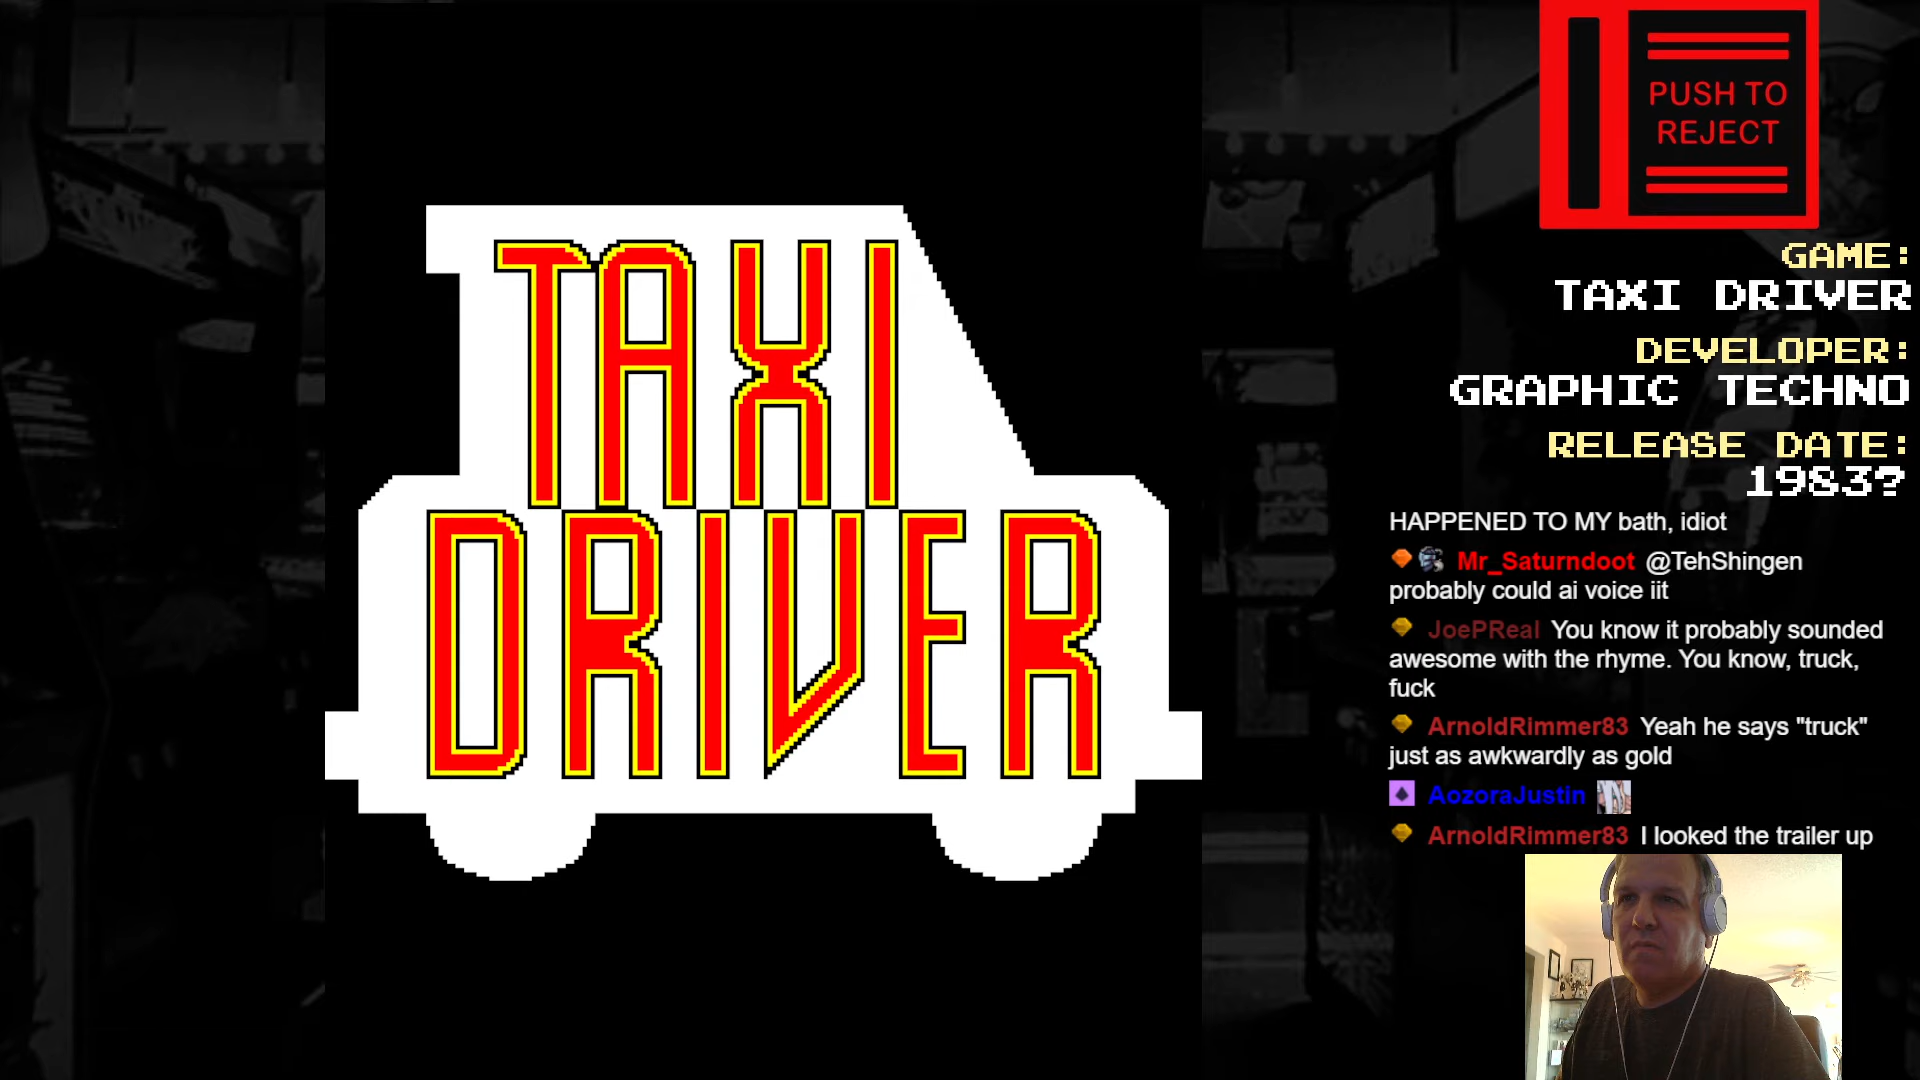 TAXI
DRIVER
PUSH TO
REJECT
GAME:
TAXI DRIVER
DEVELOPER:
GRAPHIC TECHNO
RELEASE DATE:
1983?
HAPPENED TO MY bath, idiot
Mr_Saturndoot @TehShingen
probably could ai voice iit
JoePReal You know it probably sounded
awesome with the rhyme. You know, truck,
fuck
ArnoldRimmer83 Yeah he says "truck"
just as awkwardly as gold
AozoraJustin
ArnoldRimmer83 I looked the trailer up